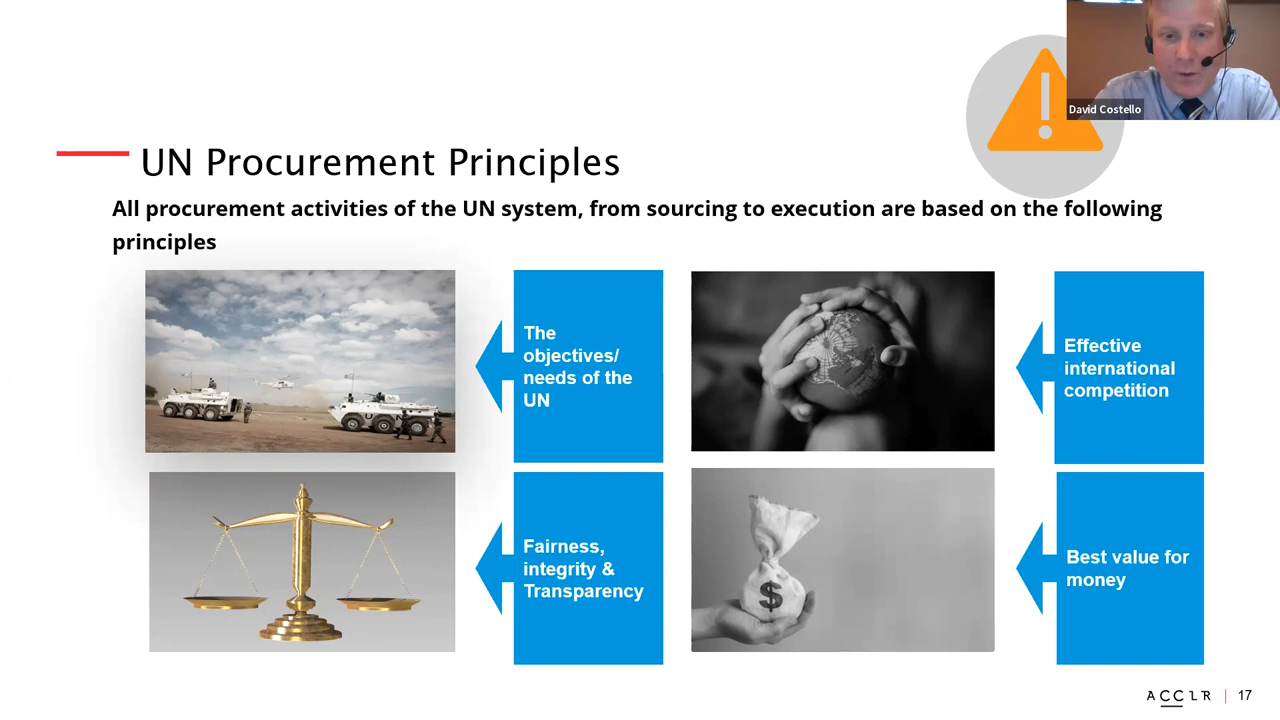 David Costello
UN Procurement Principles
All procurement activities of the UN system, from sourcing to execution are based on the following
principles
The
objectives/
needs of the
UN
Effective
international
competition
Fairness,
integrity &
Transparency
$
Best value for
money
ACCIR | 17